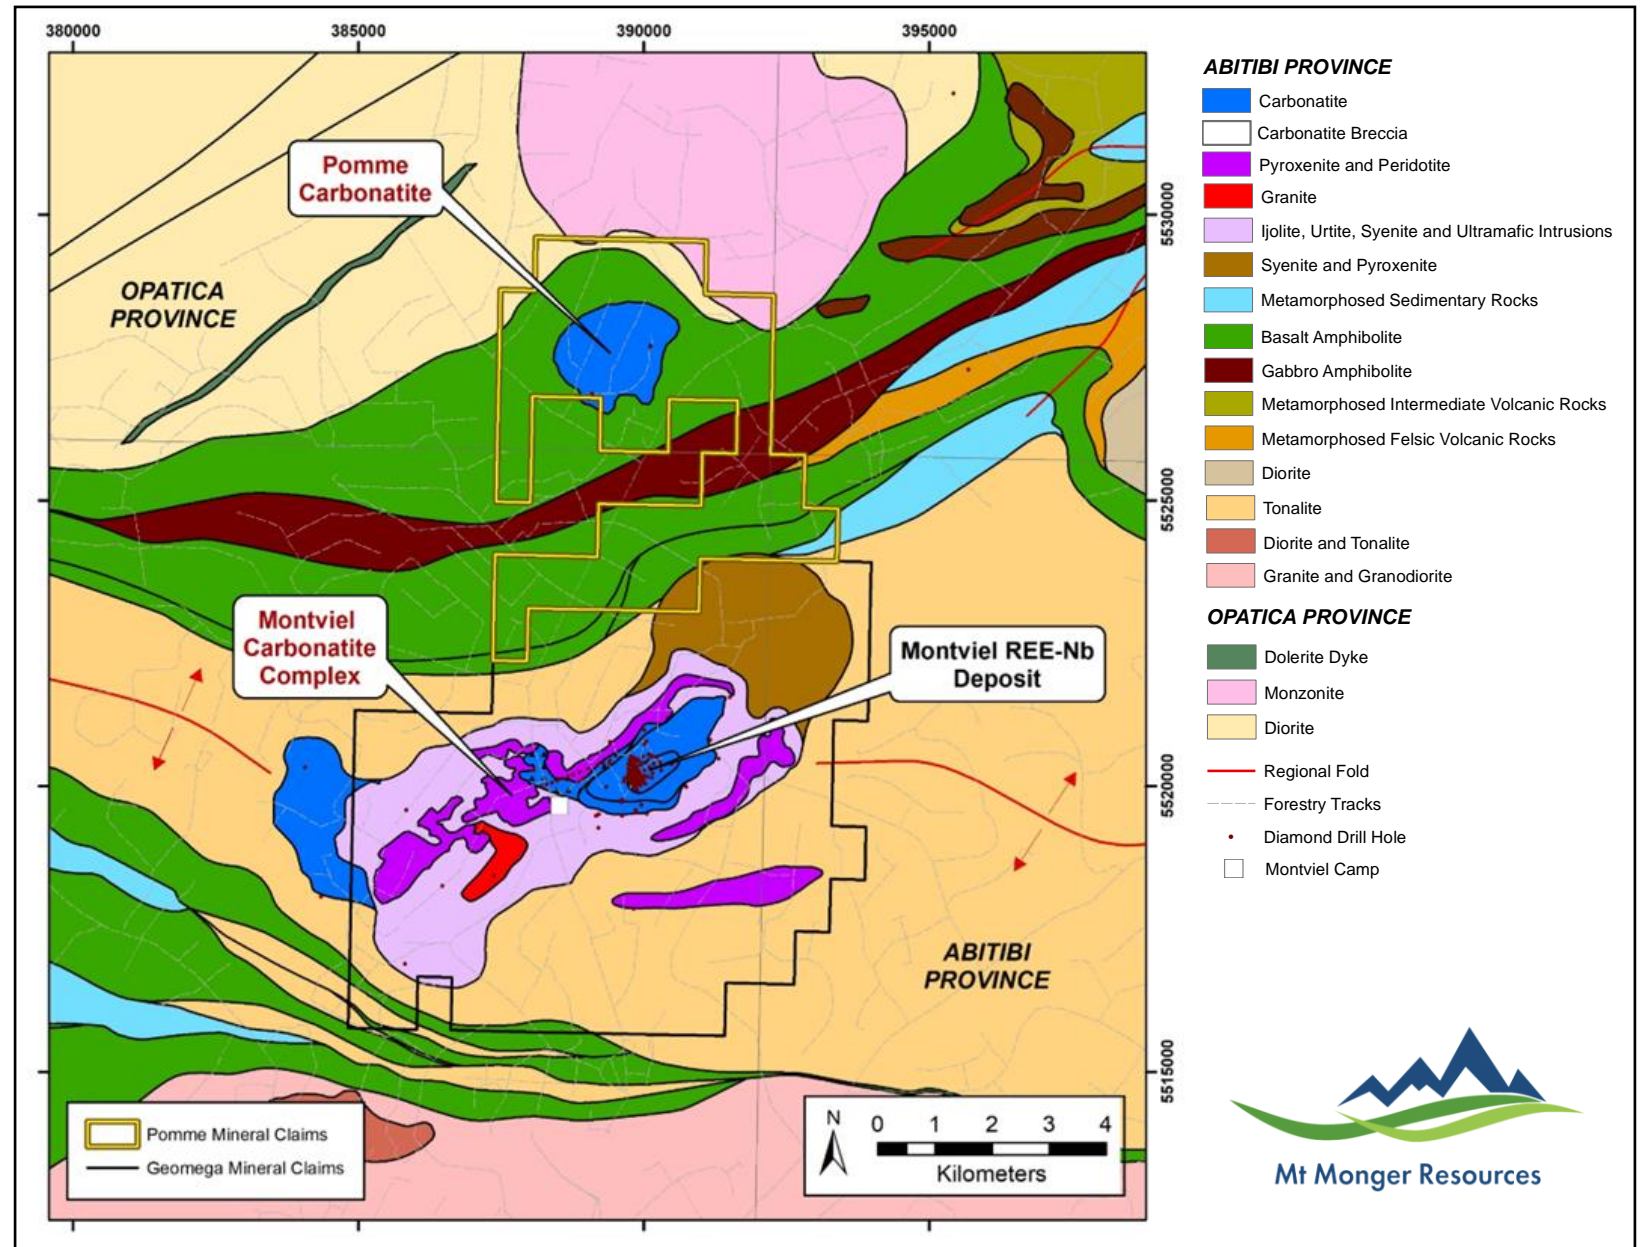 380000
385000
390000
395000
Pomme
Carbonatite
OPATICA
PROVINCE
5530000
5525000
Montviel
Carbonatite
Complex
Montviel REE-Nb
Deposit
5520000
ABITIBI
PROVINCE
5515000
Pomme Mineral Claims
Geomega Mineral Claims
N
0 1 2 3 4
Kilometers
ABITIBI PROVINCE
Carbonatite
Carbonatite Breccia
Pyroxenite and Peridotite
Granite
Ijolite, Urtite, Syenite and Ultramafic Intrusions
Syenite and Pyroxenite
Metamorphosed Sedimentary Rocks
Basalt Amphibolite
Gabbro Amphibolite
Metamorphosed Intermediate Volcanic Rocks
Metamorphosed Felsic Volcanic Rocks
Diorite
Tonalite
Diorite and Tonalite
Granite and Granodiorite
OPATICA PROVINCE
Dolerite Dyke
Monzonite
Diorite
Regional Fold
Forestry Tracks
Diamond Drill Hole
Montviel Camp
Mt Monger Resources